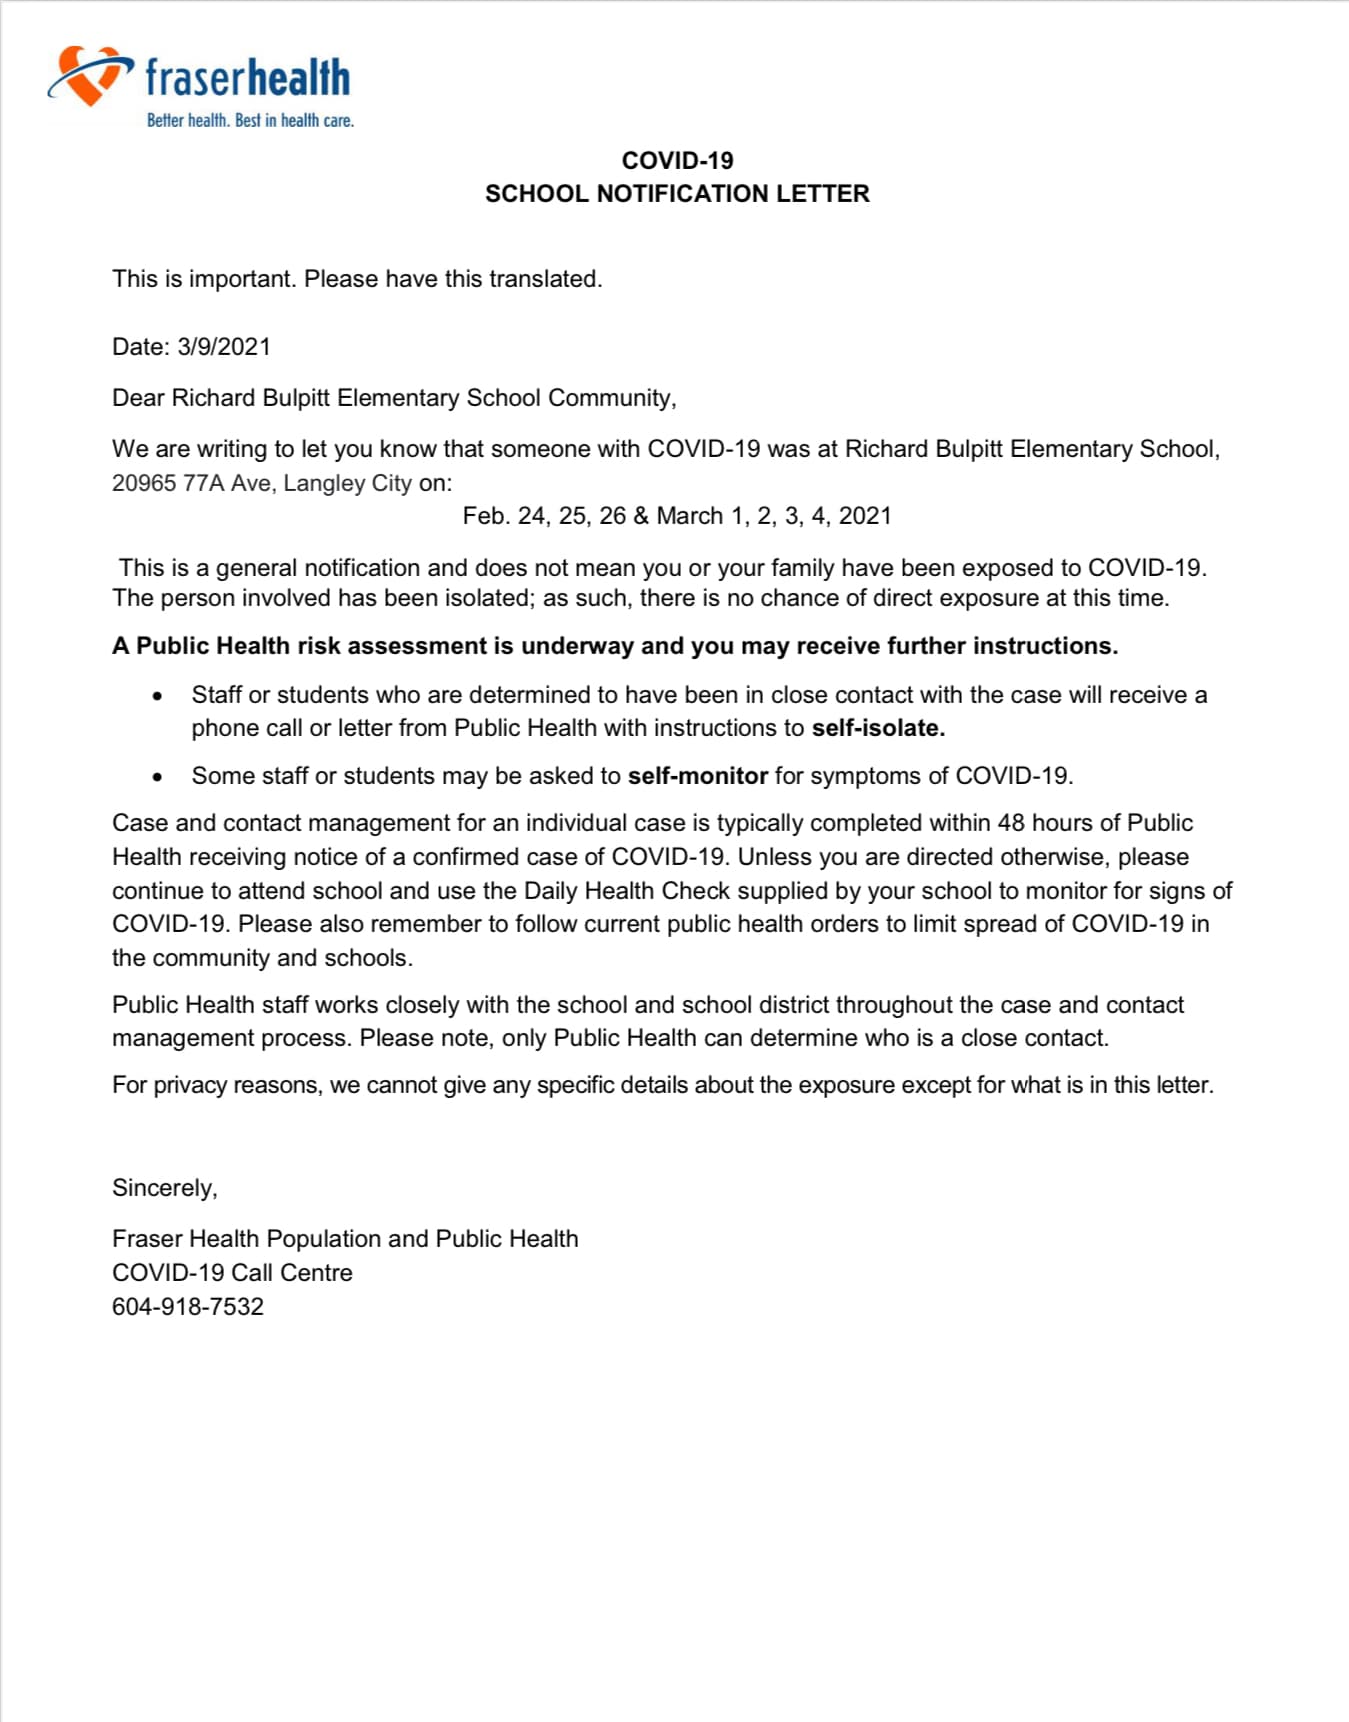 fraserhealth
Better health. Best in health care.
COVID-19
SCHOOL NOTIFICATION LETTER
This is important. Please have this translated.
Date: 3/9/2021
Dear Richard Bulpitt Elementary School Community,
We are writing to let you know that someone with COVID-19 was at Richard Bulpitt Elementary School,
20965 77A Ave, Langley City on:
Feb. 24, 25, 26 & March 1, 2, 3, 4, 2021
This is a general notification and does not mean you or your family have been exposed to COVID-19.
The person involved has been isolated; as such, there is no chance of direct exposure at this time.
A Public Health risk assessment is underway and you may receive further instructions.
• Staff or students who are determined to have been in close contact with the case will receive a
phone call or letter from Public Health with instructions to self-isolate.
• Some staff or students may be asked to self-monitor for symptoms of COVID-19.
Case and contact management for an individual case is typically completed within 48 hours of Public
Health receiving notice of a confirmed case of COVID-19. Unless you are directed otherwise, please
continue to attend school and use the Daily Health Check supplied by your school to monitor for signs of
COVID-19. Please also remember to follow current public health orders to limit spread of COVID-19 in
the community and schools.
Public Health staff works closely with the school and school district throughout the case and contact
management process. Please note, only Public Health can determine who is a close contact.
For privacy reasons, we cannot give any specific details about the exposure except for what is in this letter.
Sincerely,
Fraser Health Population and Public Health
COVID-19 Call Centre
604-918-7532